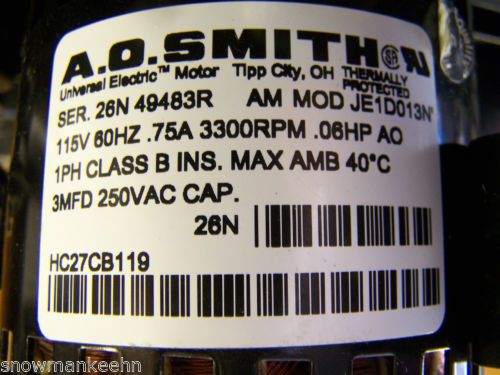 A.O.SMITH
Universal Electric™ Motor Tipp City, OH THERMALLY PROTECTED
SER. 26N 49483R AM MOD JE1D013N
115V 60HZ .75A 3300RPM .06HP AO
1PH CLASS B INS. MAX AMB 40°C
3MFD 250VAC CAP.
26N
HC27CB119
snowmankeehn